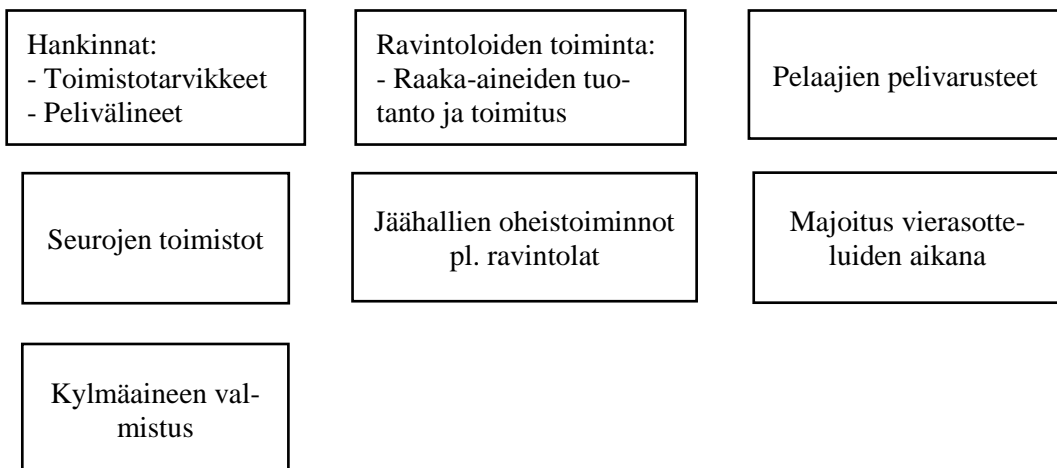 Hankinnat:
- Toimistotarvikkeet
- Pelivälineet
Ravintoloiden toiminta:
- Raaka-aineiden tuo-
tanto ja toimitus
Pelaajien pelivarusteet
Seurojen toimistot
Jäähallien oheistoiminnot
pl. ravintolat
Majoitus vierasotte-
luiden aikana
Kylmäaineen val-
mistus